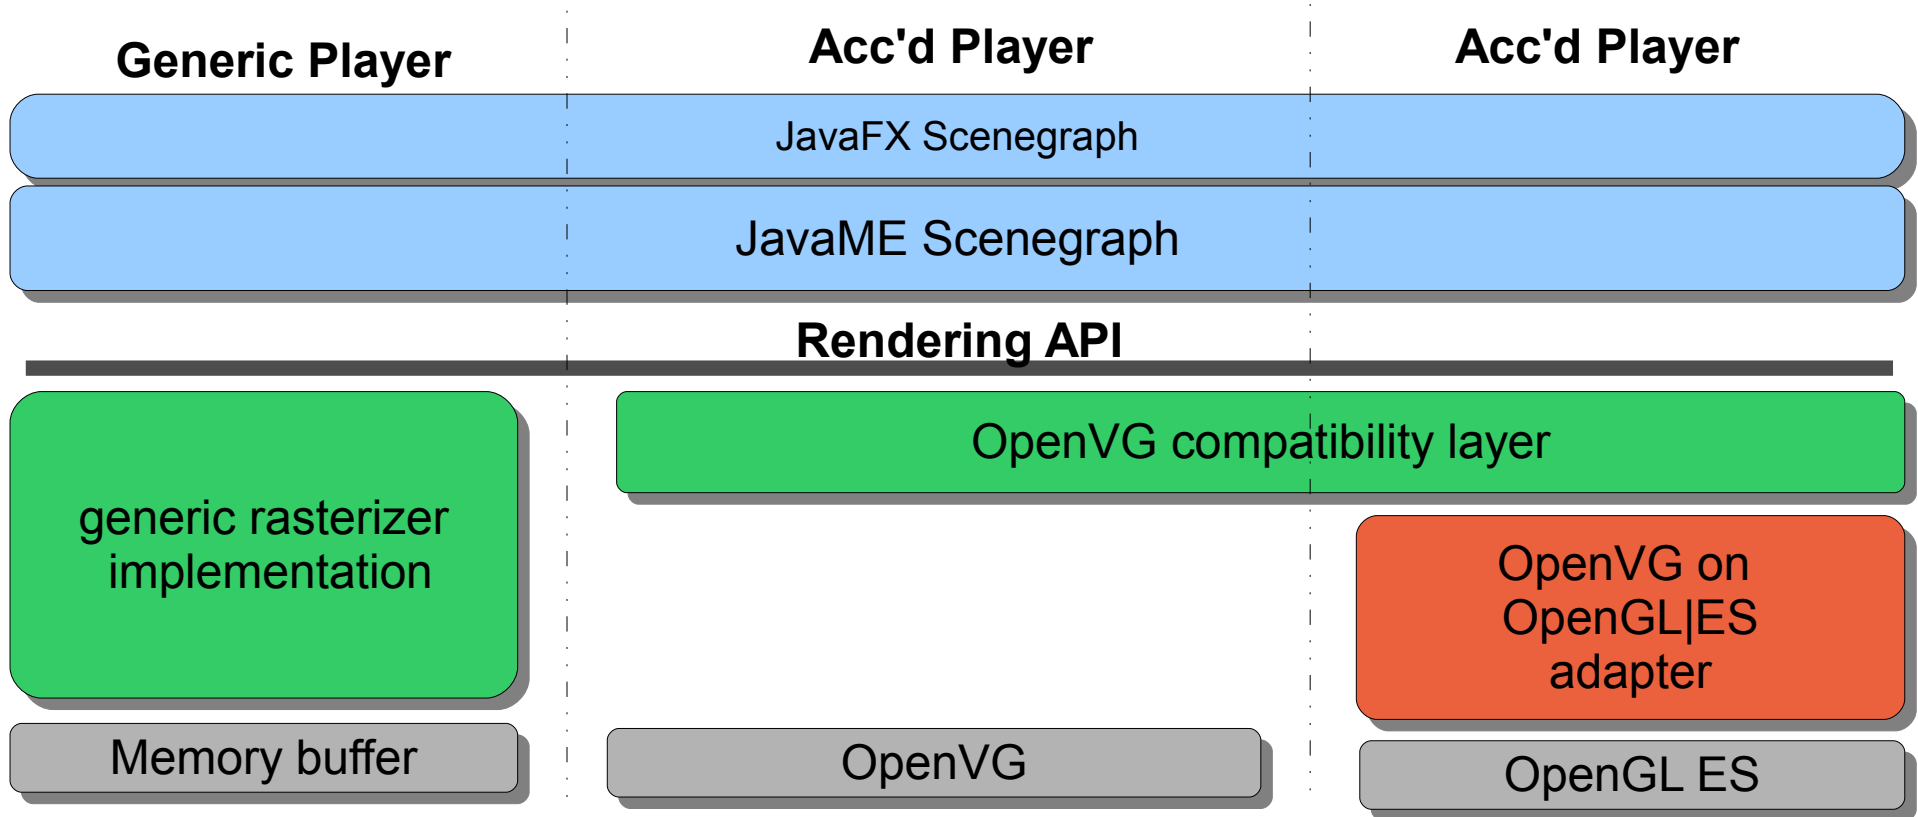 Generic Player
Acc'd Player
Acc'd Player
JavaFX Scenegraph
JavaME Scenegraph
Rendering API
generic rasterizer
implementation
OpenVG compatibility layer
OpenVG on
OpenGL|ES
adapter
Memory buffer
OpenVG
OpenGL ES